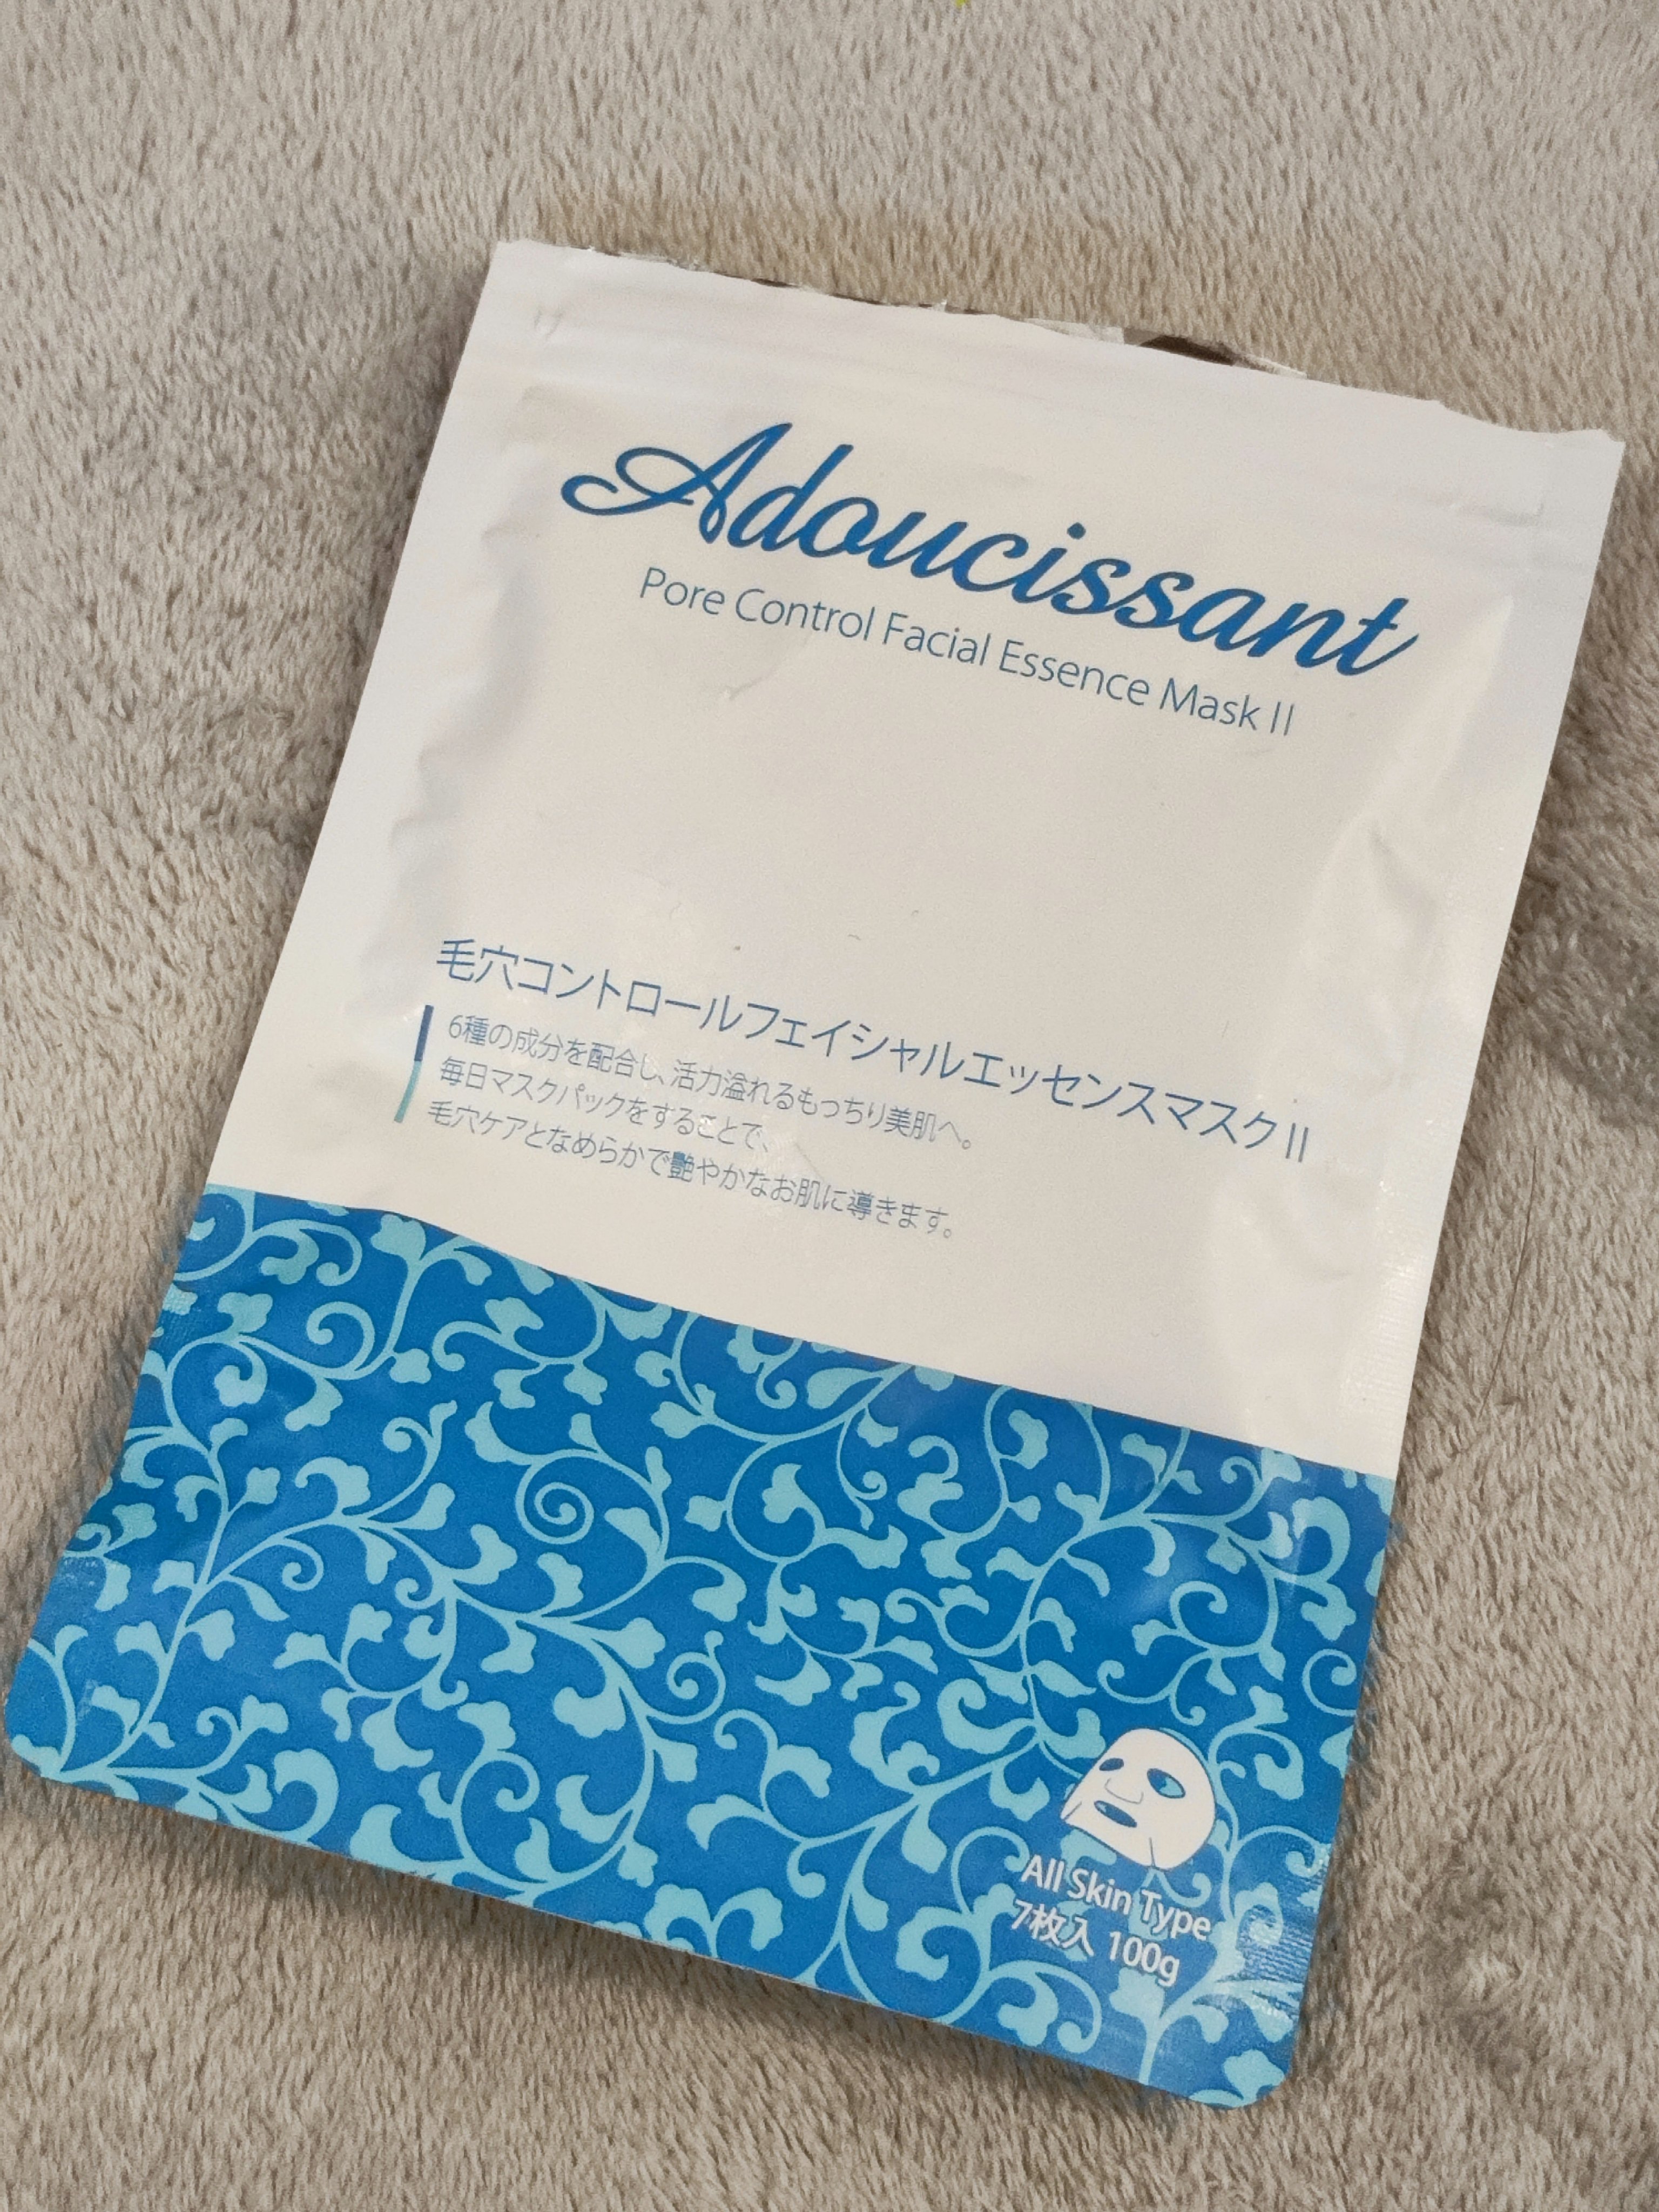 Adoucissant
Pore Control Facial Essence Mask II
毛穴コントロールフェイシャルエッセンスマスクII
6種の成分を配合し、活力溢れるもっちり美肌へ。
毎日マスクパックをすることで、
毛穴ケアとなめらかで艶やかなお肌に導きます。
All Skin Type
7枚入 100g